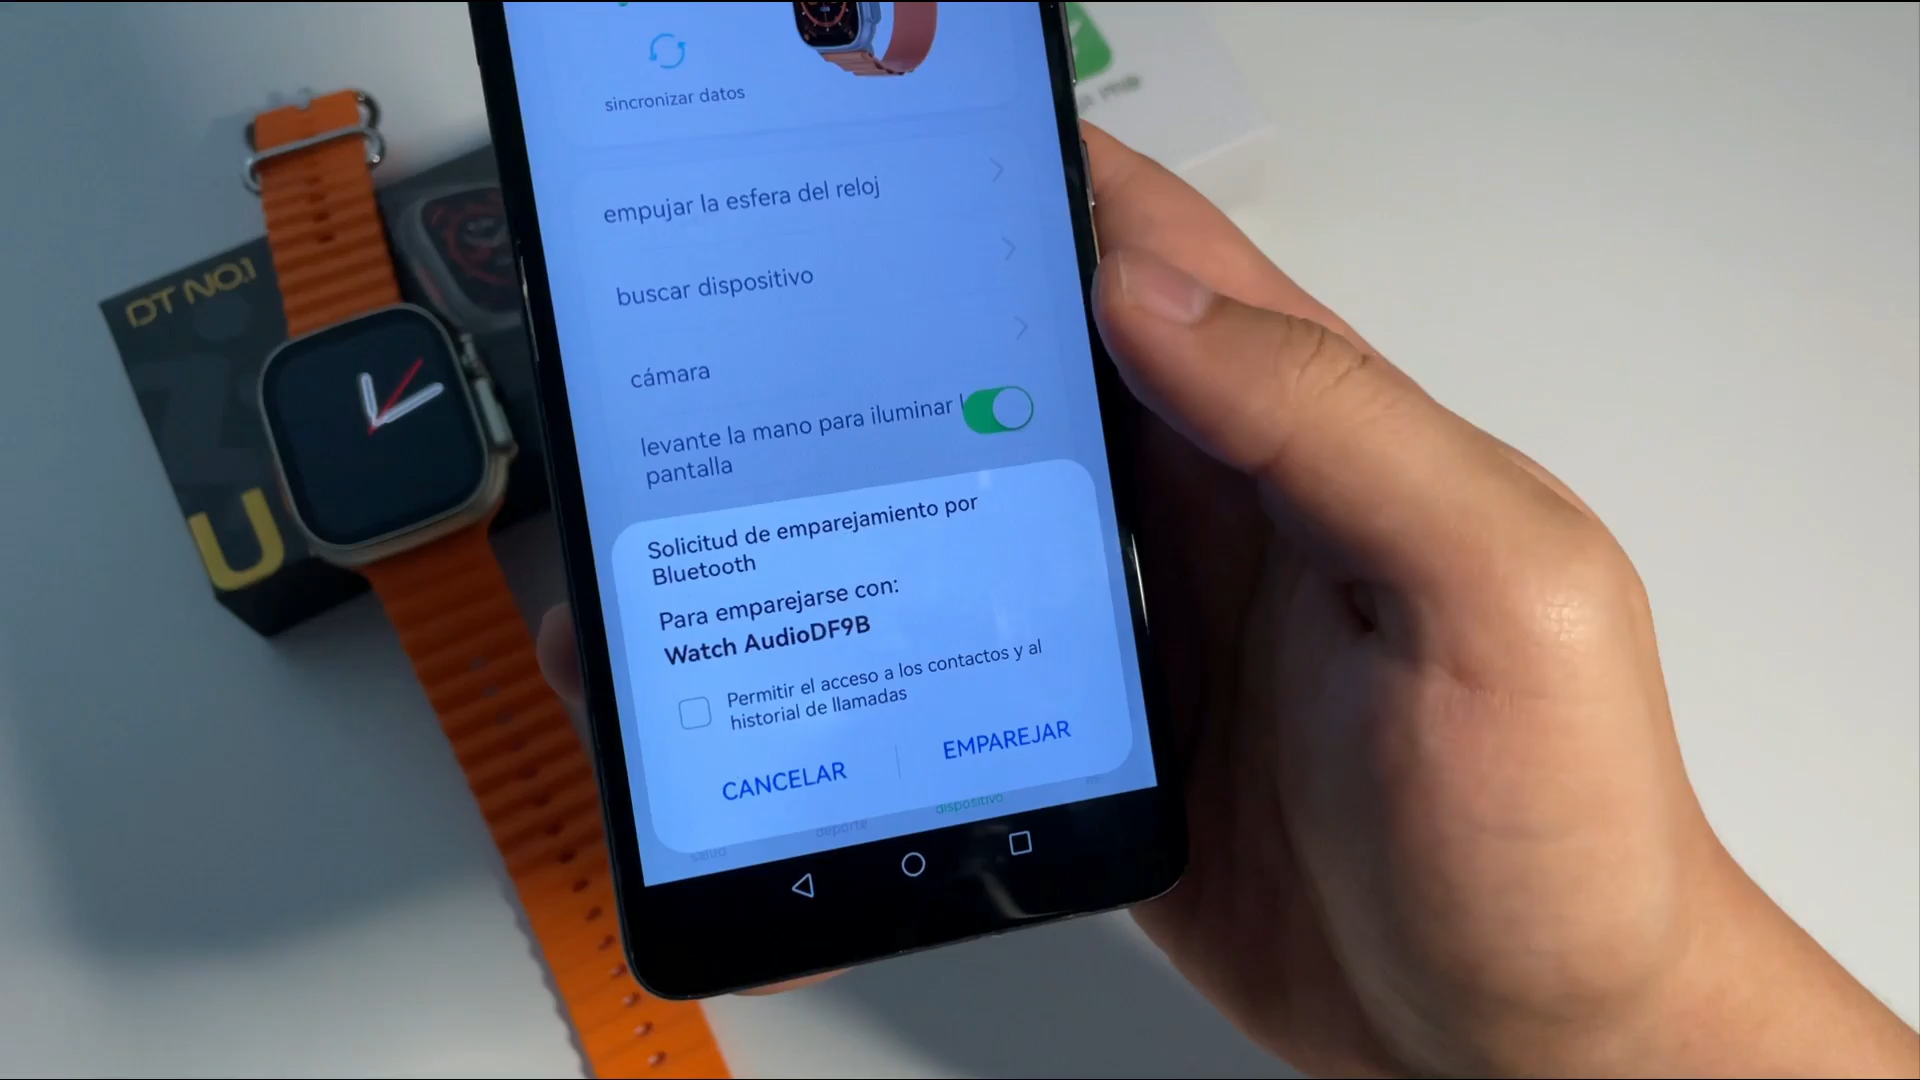 sincronizar datos
empujar la esfera del reloj
buscar dispositivo
cámara
levante la mano para iluminar l
pantalla
Solicitud de emparejamiento por
Bluetooth
Para emparejarse con:
Watch AudioDF9B
Permitir el acceso a los contactos y al
historial de llamadas
CANCELAR
EMPAREJAR
salud
deporte
dispositivo
DT NO.1
U